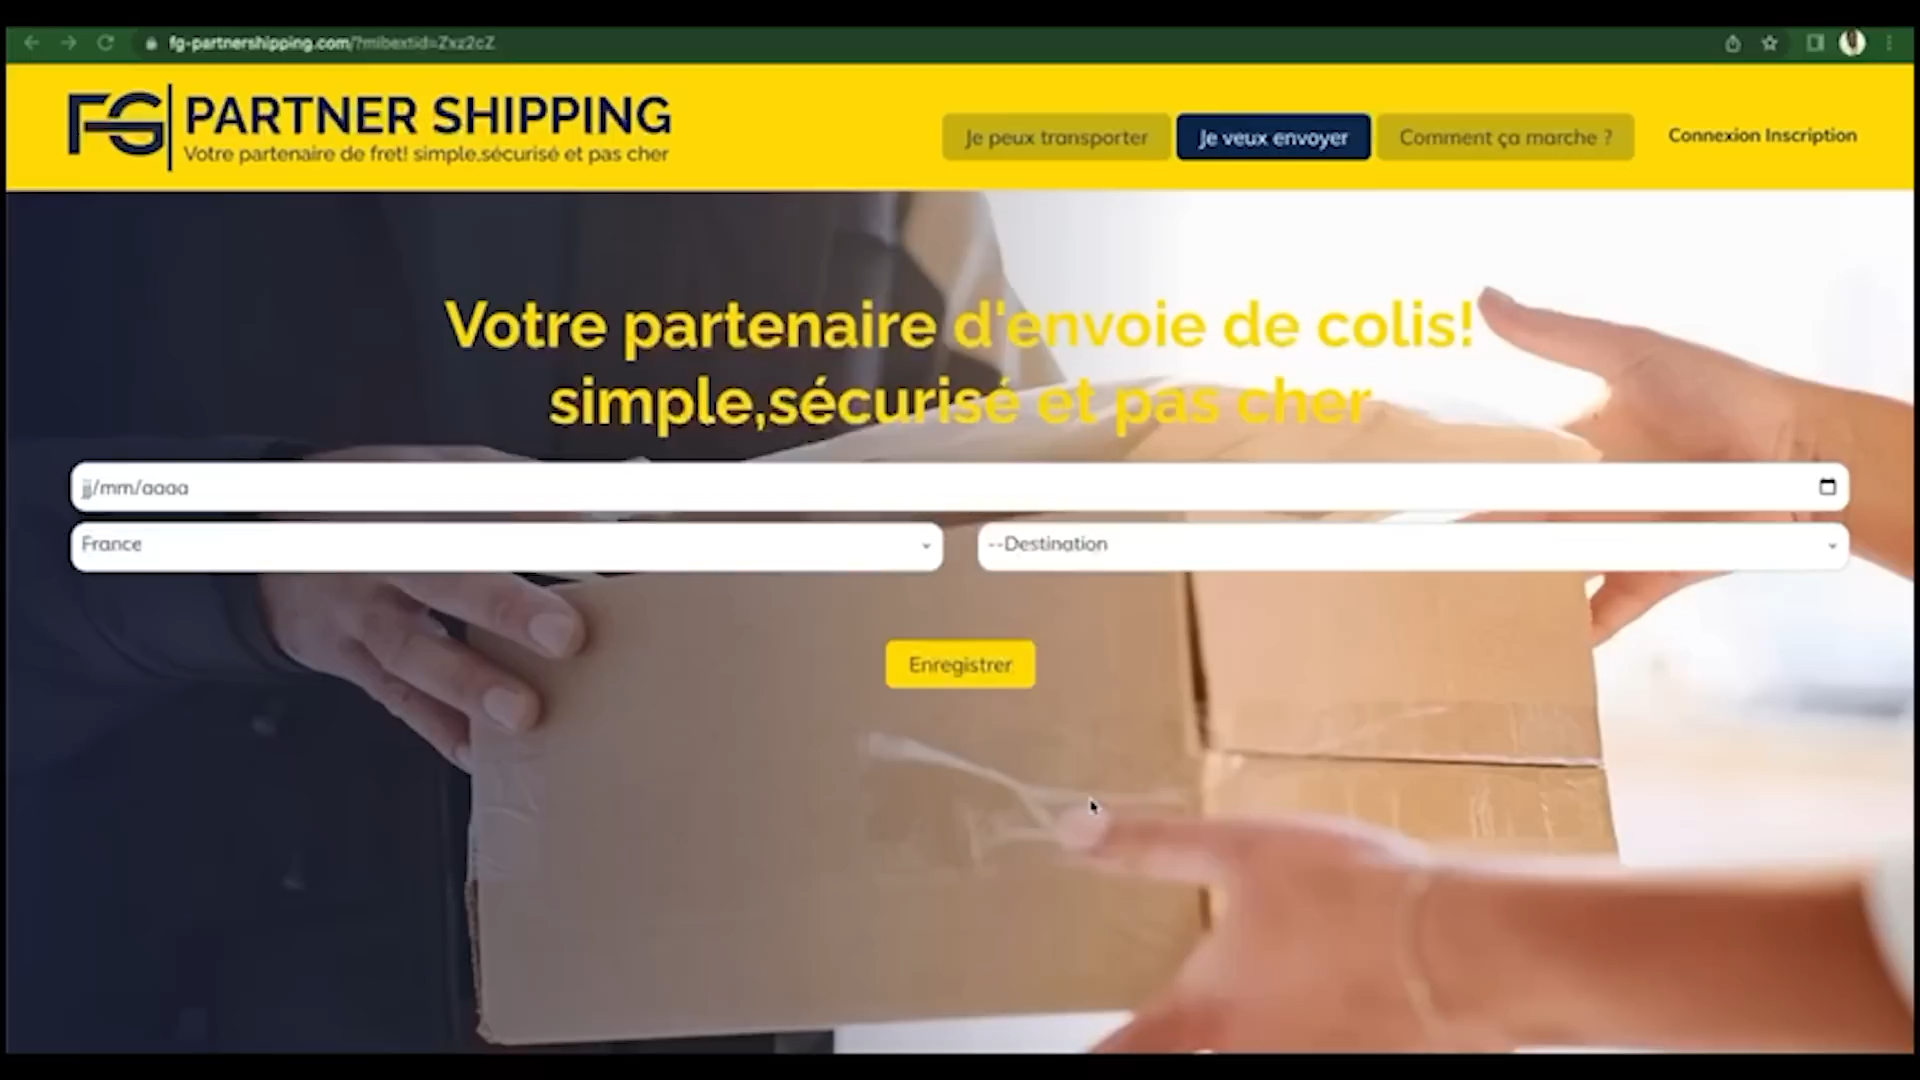 fg-partnershipping.com/?mibextid=Zxz2cZ
FG PARTNER SHIPPING
Votre partenaire de fret! simple.sécurisé et pas cher
Je peux transporter
Je veux envoyer
Comment ça marche ?
Connexion Inscription
Votre partenaire d'envoie de colis!
simple,sécurisé et pas cher
jj/mm/aaaa
France
--Destination
Enregistrer